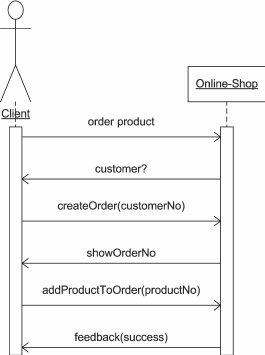 Online-Shop
Client
order product
customer?
createOrder(customerNo)
showOrderNo
addProductToOrder(productNo)
feedback(success)